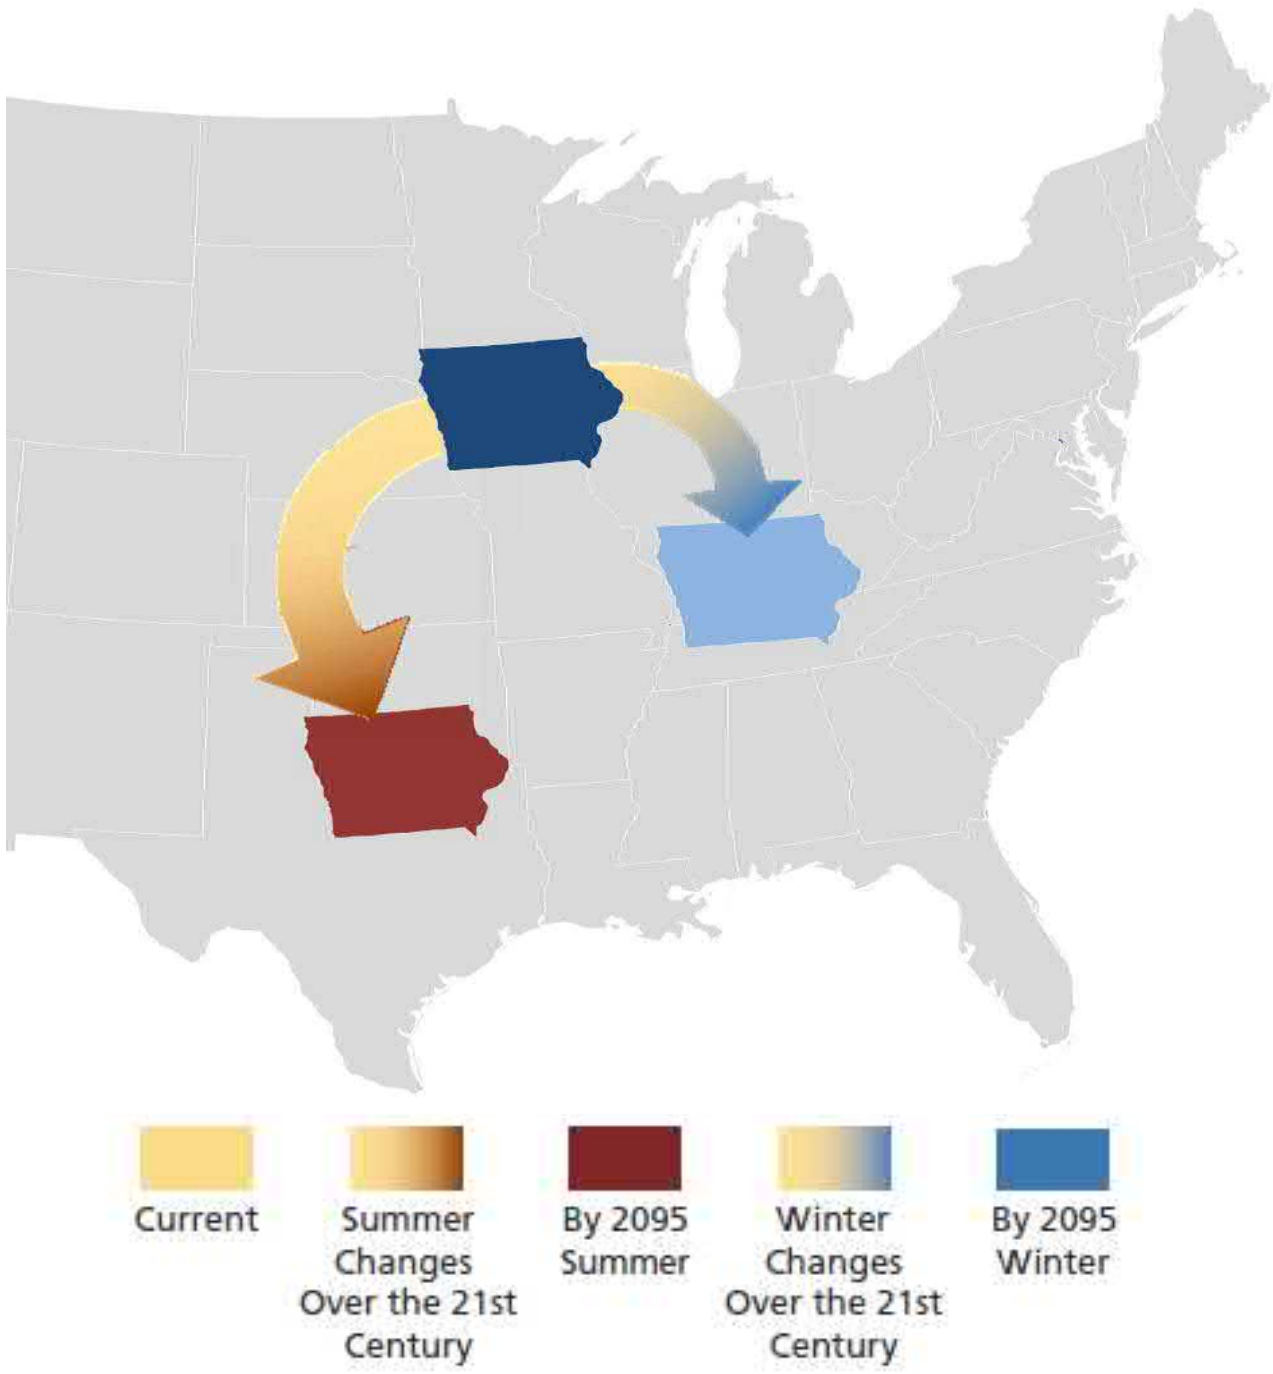 Current
Summer
Changes
Over the 21st
Century
By 2095
Summer
Winter
Changes
Over the 21st
Century
By 2095
Winter